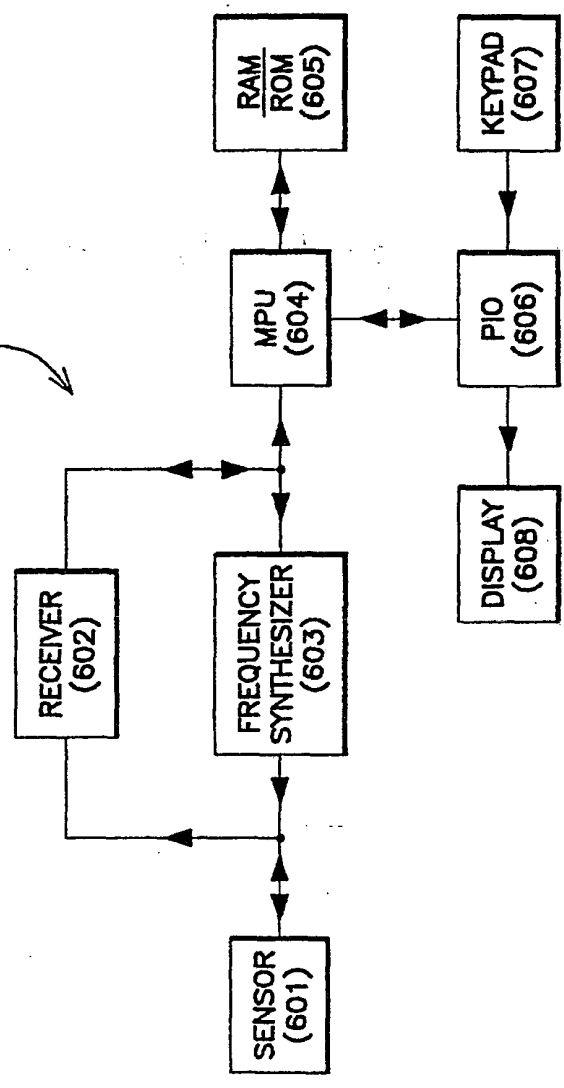 RECEIVER
(602)
SENSOR
(601)
FREQUENCY
SYNTHESIZER
(603)
MPU
(604)
RAM
ROM
(605)
DISPLAY
(608)
PIO
(606)
KEYPAD
(607)